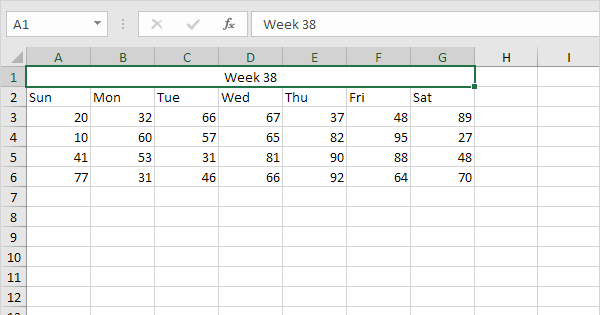 A1 fx Week 38
A B C D E F G H I
1 Week 38
2 Sun Mon Tue Wed Thu Fri Sat
3 20 32 66 67 37 48 89
4 10 60 57 65 82 95 27
5 41 53 31 81 90 88 48
6 77 31 46 66 92 64 70
7
8
9
10
11
12